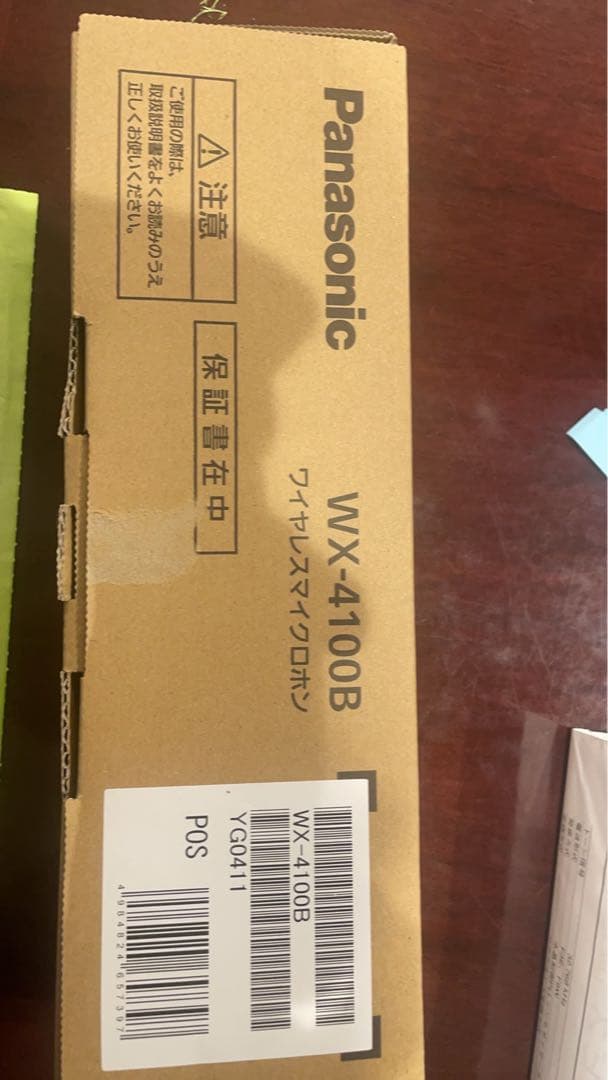 Panasonic
WX-4100B
ワイヤレスマイクロホン
注意
ご使用の際は、
取扱説明書をよくお読みのうえ
正しくお使いください。
保証書在中
WX-4100B
YG0411
POS
4984824657397